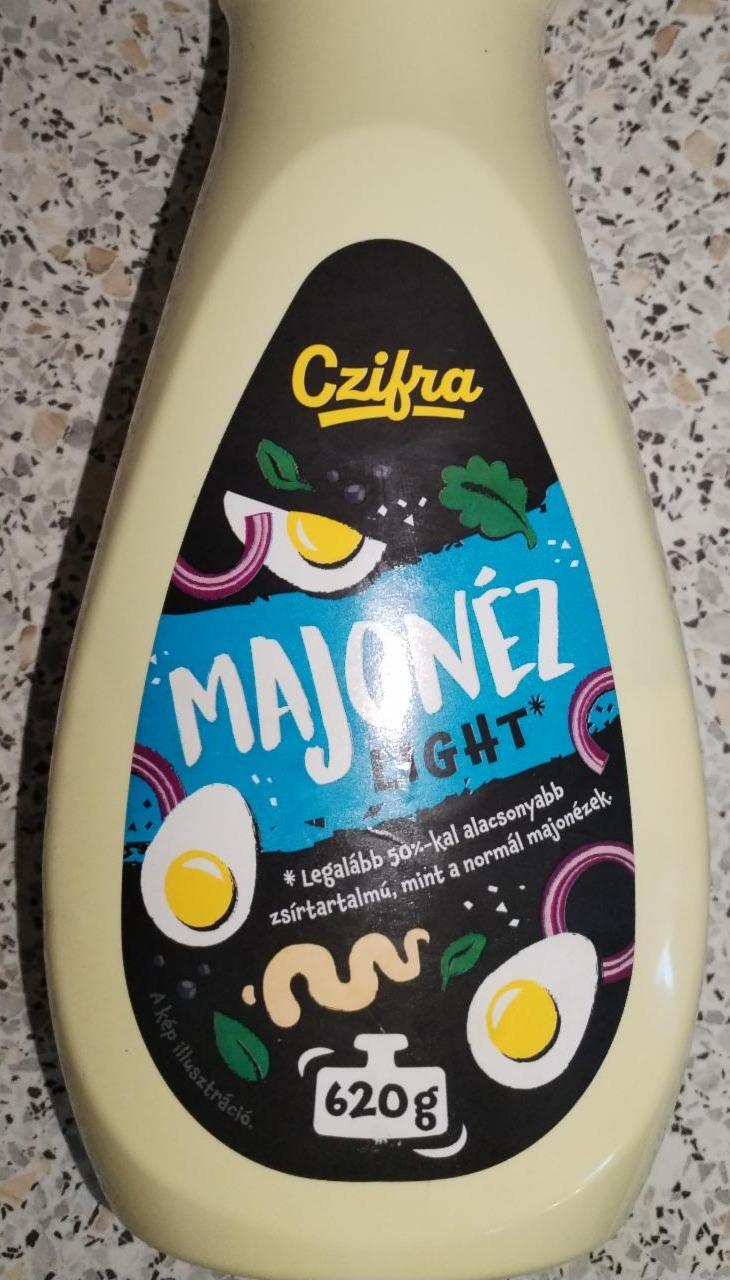 Czifra
MAJONÉZ
LIGHT*
* Legalább 50%-kal alacsonyabb
zsírtartalmú, mint a normál majonézek.
A kép illusztráció.
620g